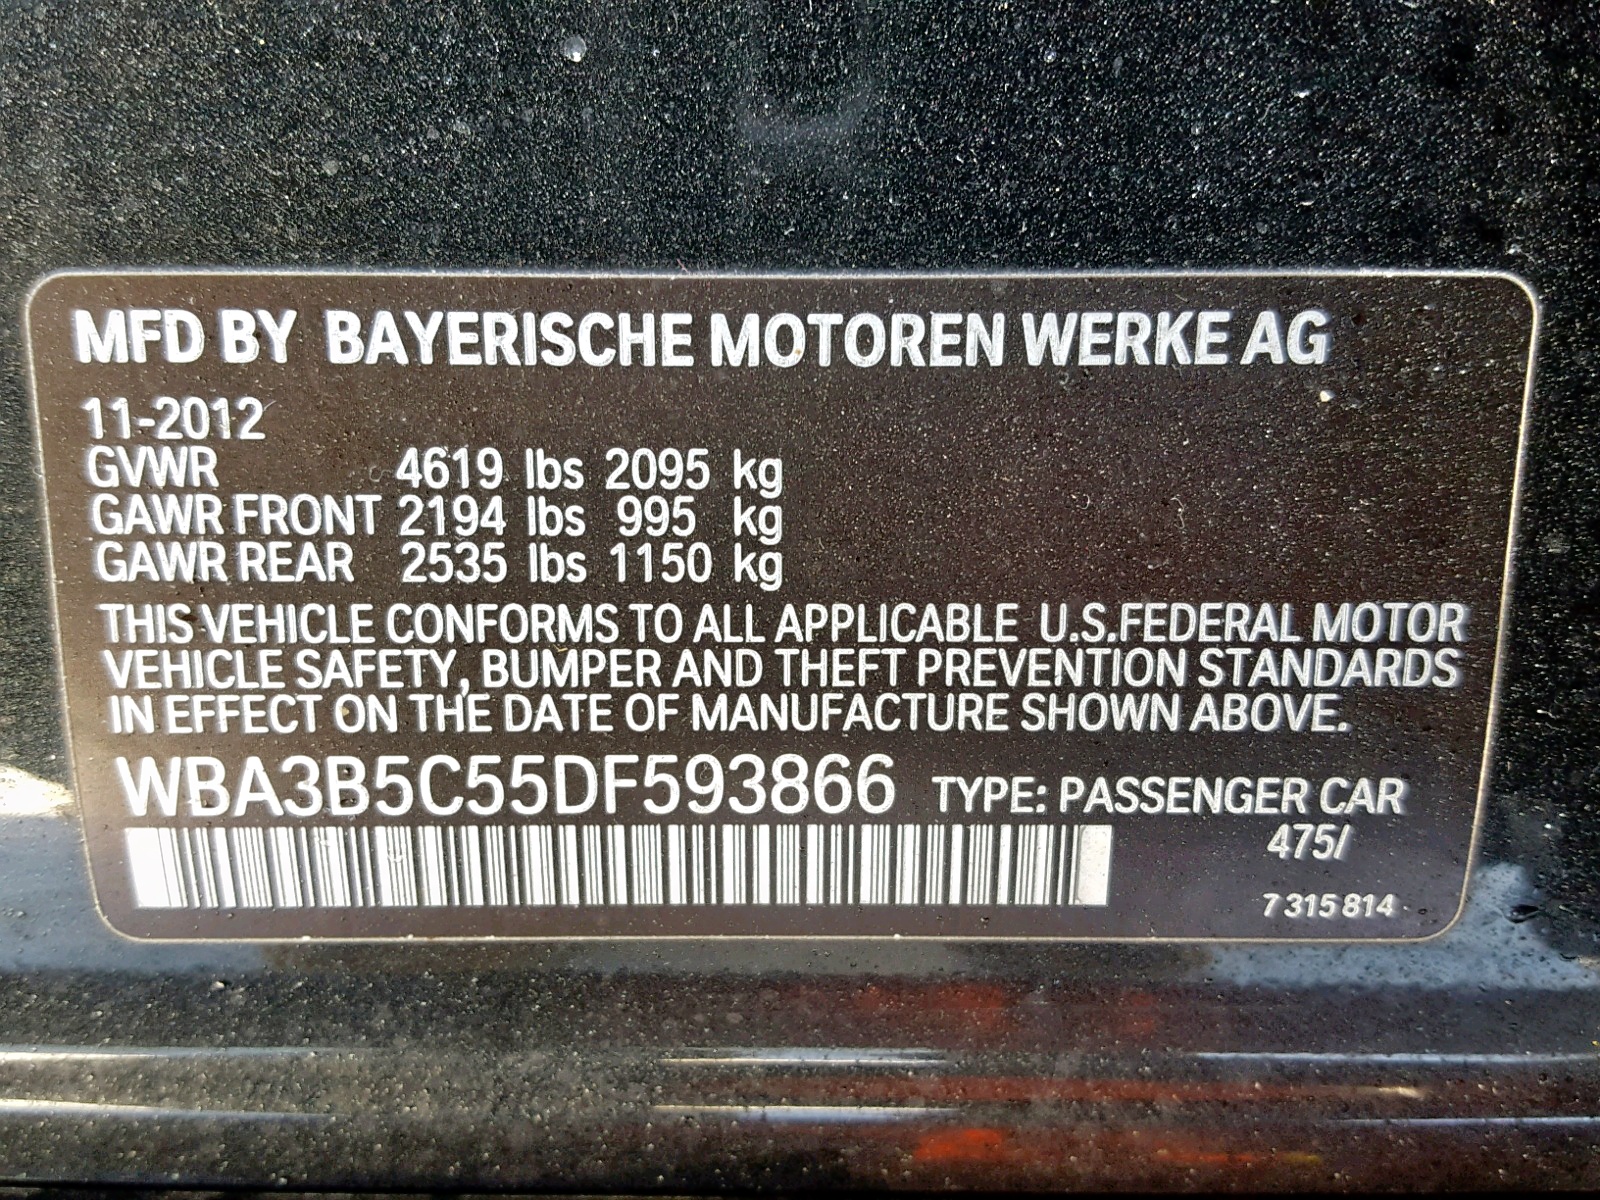 MFD BY BAYERISCHE MOTOREN WERKE AG
11-2012
GVWR 4619 lbs 2095 kg
GAWR FRONT 2194 lbs 995 kg
GAWR REAR 2535 lbs 1150 kg
THIS VEHICLE CONFORMS TO ALL APPLICABLE U.S.FEDERAL MOTOR
VEHICLE SAFETY, BUMPER AND THEFT PREVENTION STANDARDS
IN EFFECT ON THE DATE OF MANUFACTURE SHOWN ABOVE.
WBA3B5C55DF593866 TYPE: PASSENGER CAR
475/
7 315 814